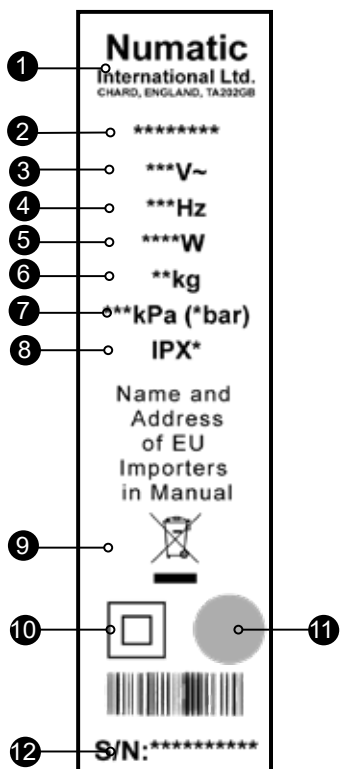 Numatic
1 International Ltd.
CHARD, ENGLAND, TA202GB
2 ********
3 ***V~
4 ***Hz
5 ****W
6 **kg
7 ***kPa (*bar)
8 IPX*
Name and
Address
of EU
Importers
in Manual
9
10 11
12 S/N:**********